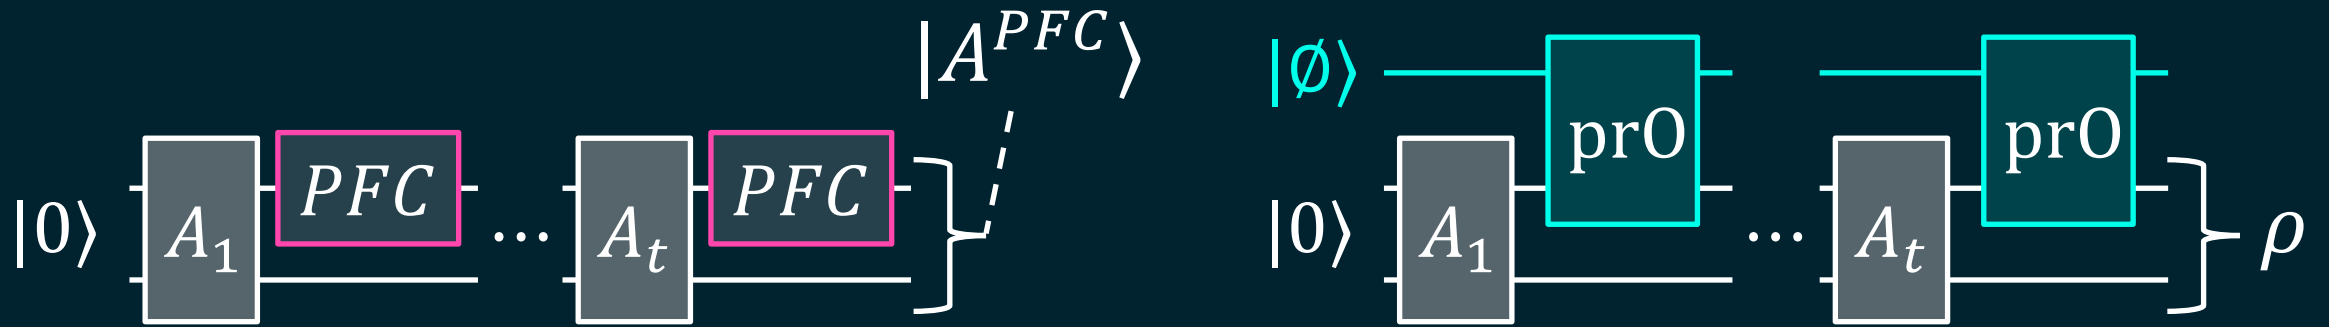 |A^{PFC}⟩
|0⟩ A_1 PFC ... A_t PFC
|∅⟩ prO prO
|0⟩ A_1 ... A_t ρ